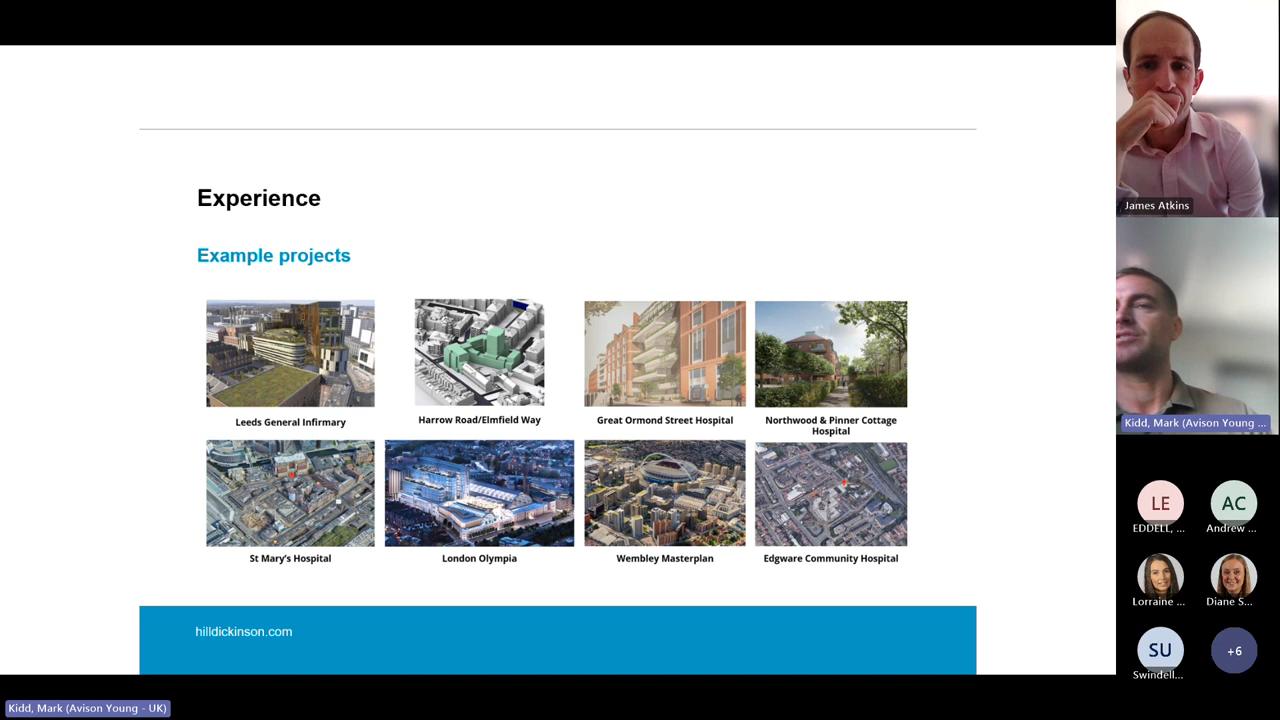 Experience
Example projects
Leeds General Infirmary
Harrow Road/Elmfield Way
Great Ormond Street Hospital
Northwood & Pinner Cottage
Hospital
St Mary's Hospital
London Olympia
Wembley Masterplan
Edgware Community Hospital
hilldickinson.com
James Atkins
Kidd, Mark (Avison Young ...
LE
AC
EDDELL, ...
Andrew ...
Lorraine ...
Diane S...
SU
+6
Swindell...
Kidd, Mark (Avison Young - UK)